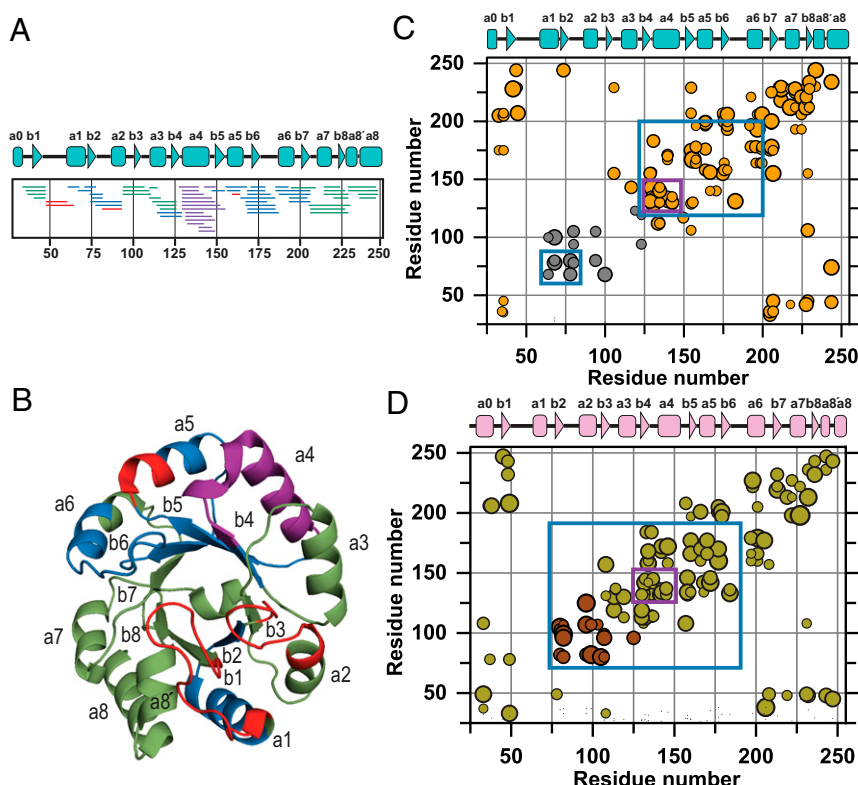 A
a0 b1 a1 b2 a2 b3 a3 b4 a4 b5 a5 b6 a6 b7 a7 b8a8´a8
50 75 100 125 150 175 200 225 250
B
a5
a4
a6
b5
b4
b6
a3
b7
a7
b8
b3
b2
b1
a2
a8
a8´
a1
C
a0 b1 a1 b2 a2 b3 a3 b4 a4 b5 a5 b6 a6 b7 a7 b8a8´a8
Residue number
250
200
150
100
50
50 100 150 200 250
Residue number
D
a0 b1 a1 b2 a2 b3 a3 b4 a4 b5 a5 b6 a6 b7 a7b8a8´a8
Residue number
250
200
150
100
50
50 100 150 200 250
Residue number